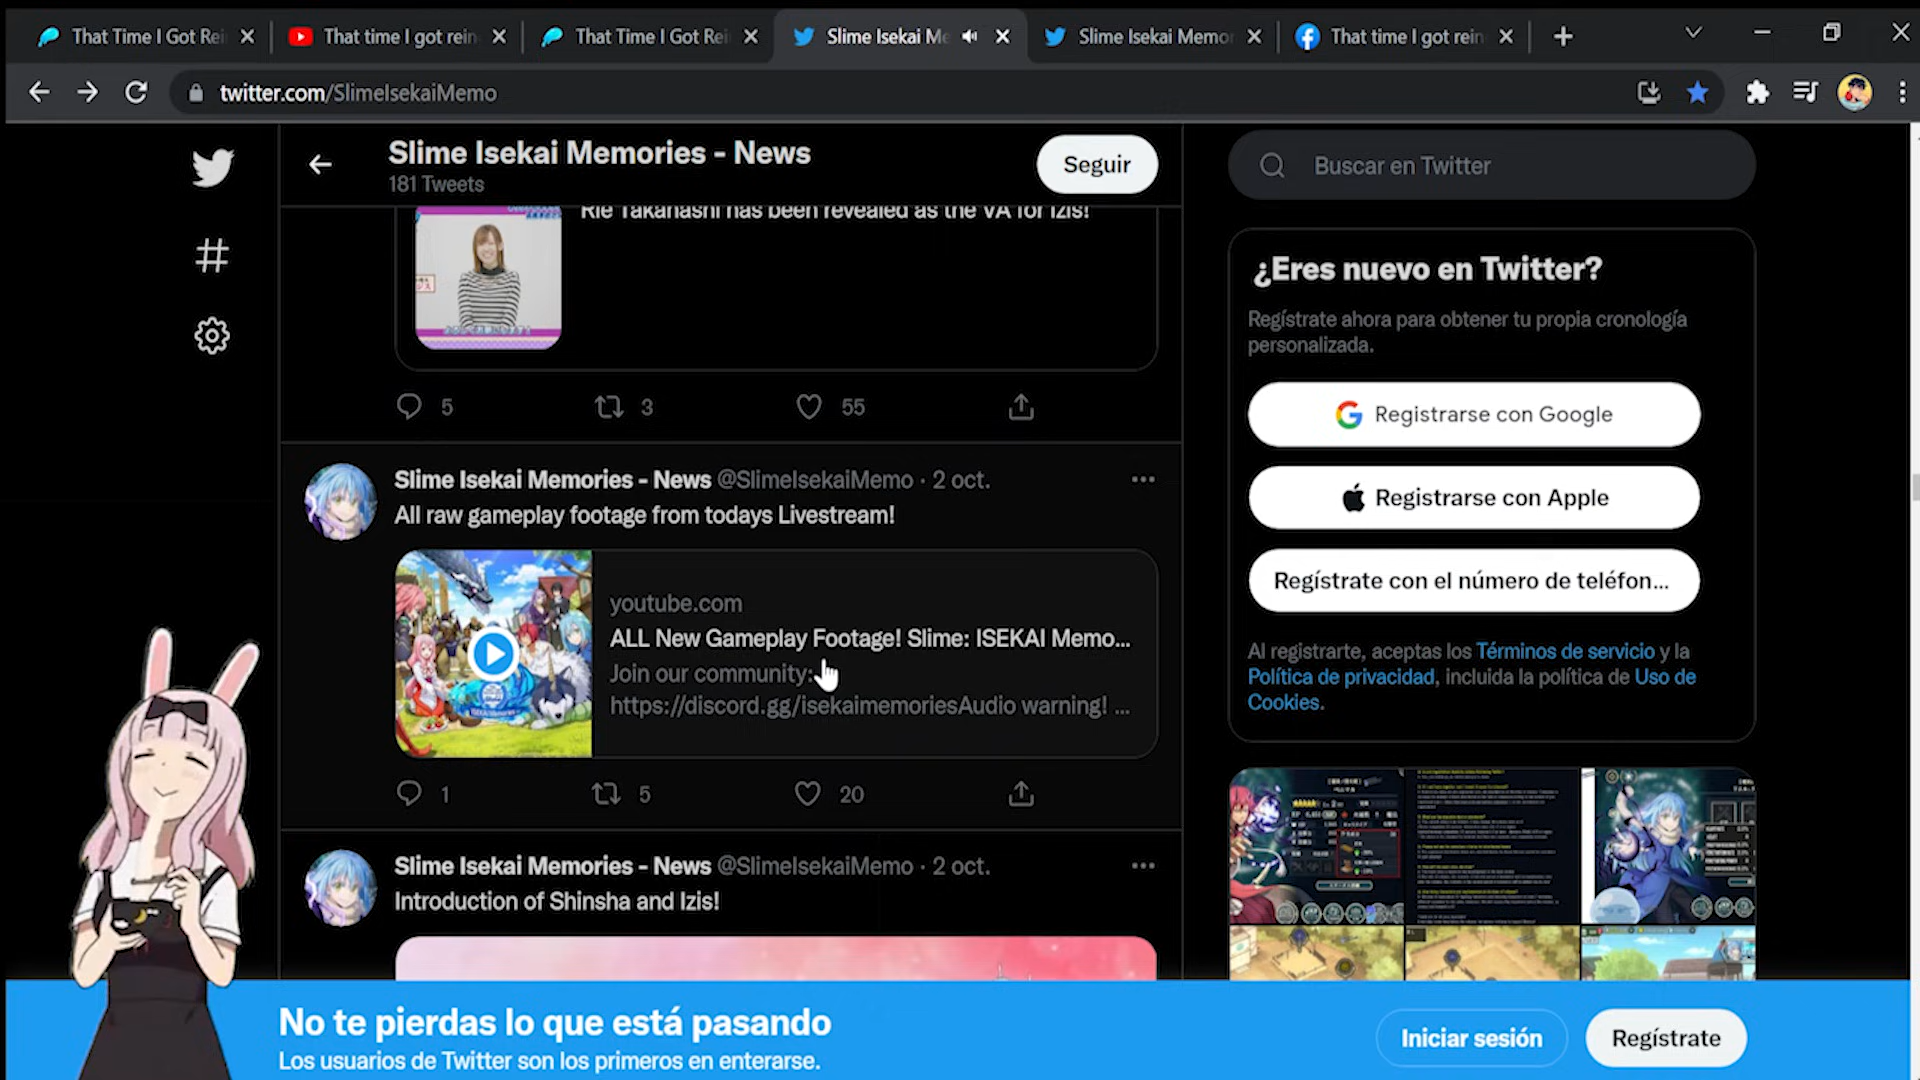 That Time I Got Rei
That time I got rein
That Time I Got Rei
Slime Isekai Me
Slime Isekai Memor
That time I got rein
twitter.com/SlimeIsekaiMemo
Slime Isekai Memories - News
181 Tweets
Seguir
Buscar en Twitter
Rie Takahashi has been revealed as the VA for Izis!
5
3
55
Slime Isekai Memories - News @SlimeIsekaiMemo · 2 oct.
All raw gameplay footage from todays Livestream!
youtube.com
ALL New Gameplay Footage! Slime: ISEKAI Memo...
Join our community:
https://discord.gg/isekaimemoriesAudio warning! ...
1
5
20
Slime Isekai Memories - News @SlimeIsekaiMemo · 2 oct.
Introduction of Shinsha and Izis!
¿Eres nuevo en Twitter?
Regístrate ahora para obtener tu propia cronología
personalizada.
Registrarse con Google
Registrarse con Apple
Regístrate con el número de teléfon...
Al registrarte, aceptas los Términos de servicio y la
Política de privacidad, incluida la política de Uso de
Cookies.
No te pierdas lo que está pasando
Los usuarios de Twitter son los primeros en enterarse.
Iniciar sesión
Regístrate